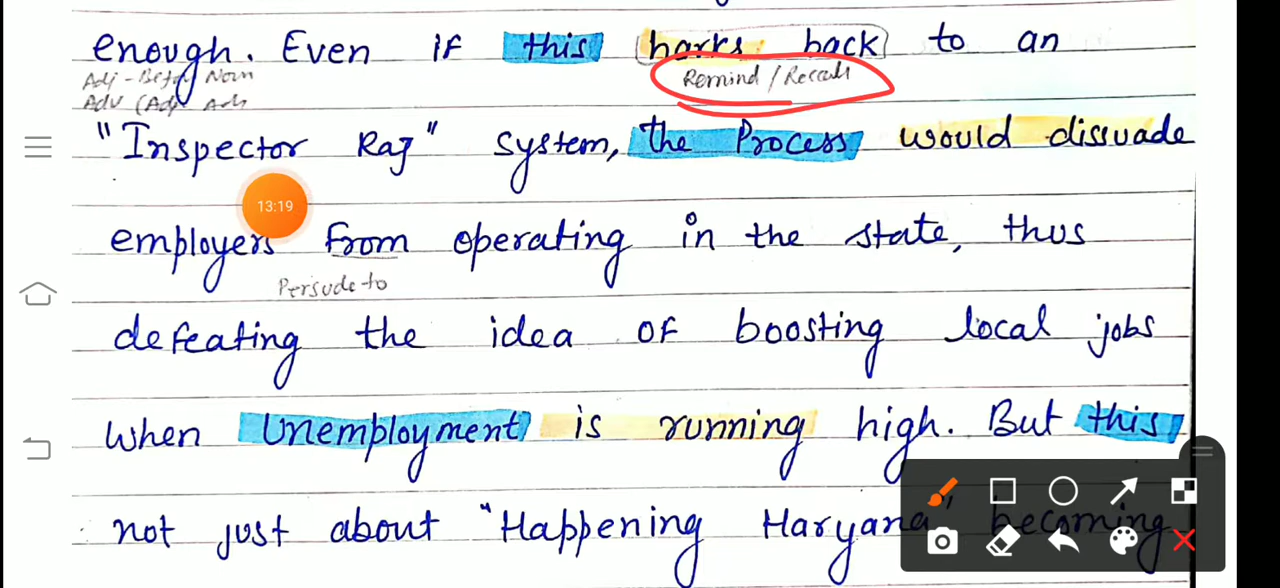 enough. Even if this harks back to an
Adj - Noun
Remind / Recall
Adv (Adj
"Inspector Raj" system, the Process would dissuade
13:19
employers from operating in the state, thus
Persude to
defeating the idea of boosting local jobs
when Unemployment is running high. But this
not just about "Happening Haryana" becoming